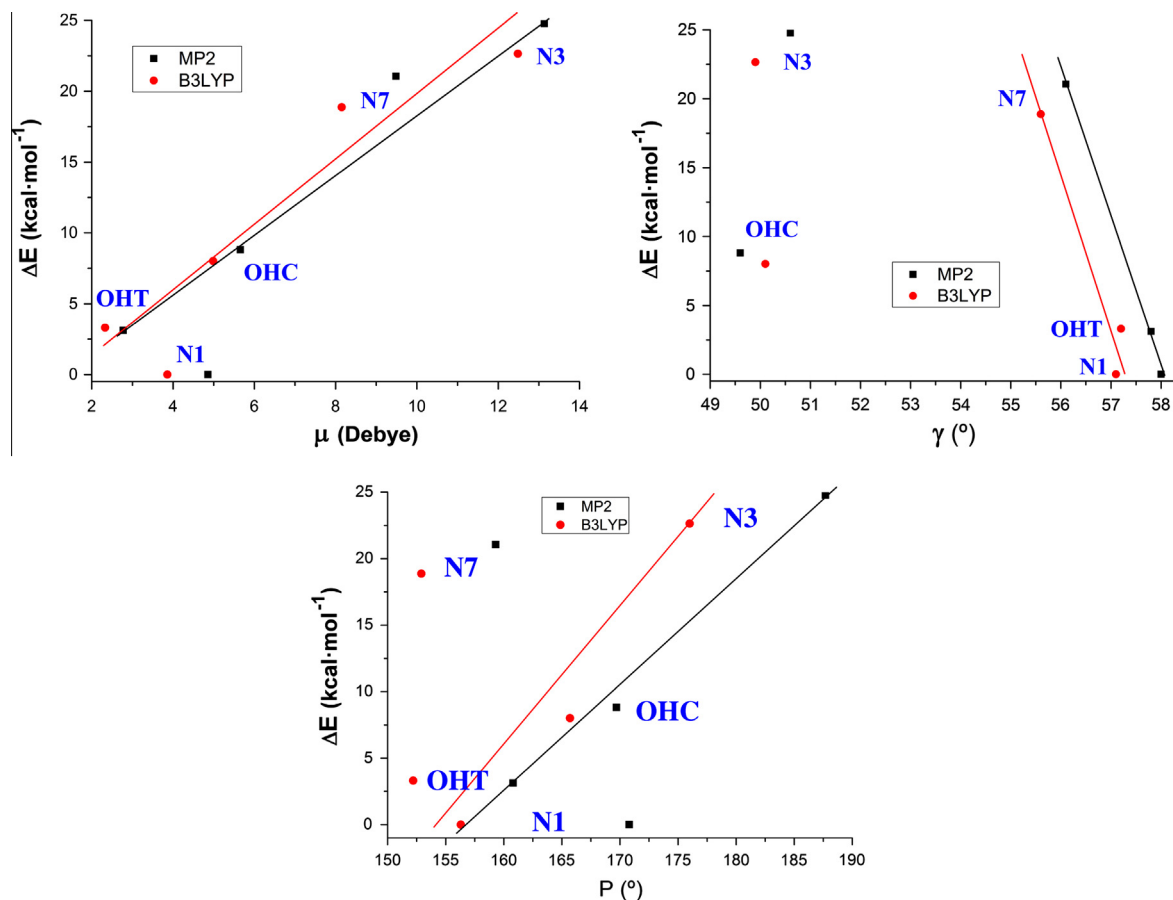 MP2
B3LYP
N3
N7
OHC
OHT
N1
25
20
15
10
5
0
ΔE (kcal·mol⁻¹)
2 4 6 8 10 12 14
μ (Debye)
N3
N7
OHC
MP2
B3LYP
OHT
N1
25
20
15
10
5
0
ΔE (kcal·mol⁻¹)
49 50 51 52 53 54 55 56 57 58
γ (º)
MP2
B3LYP
N3
N7
OHC
OHT
N1
25
20
15
10
5
0
ΔE (kcal·mol⁻¹)
150 155 160 165 170 175 180 185 190
P (º)